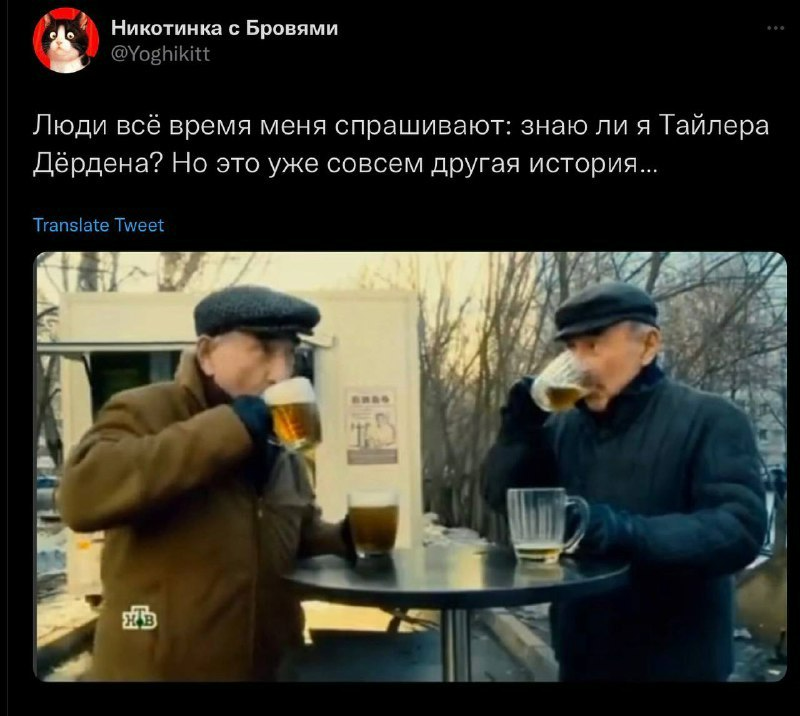 Никотинка с Бровями
@Yoghikitt
Люди всё время меня спрашивают: знаю ли я Тайлера
Дёрдена? Но это уже совсем другая история...
Translate Tweet
ПИВО
НТВ